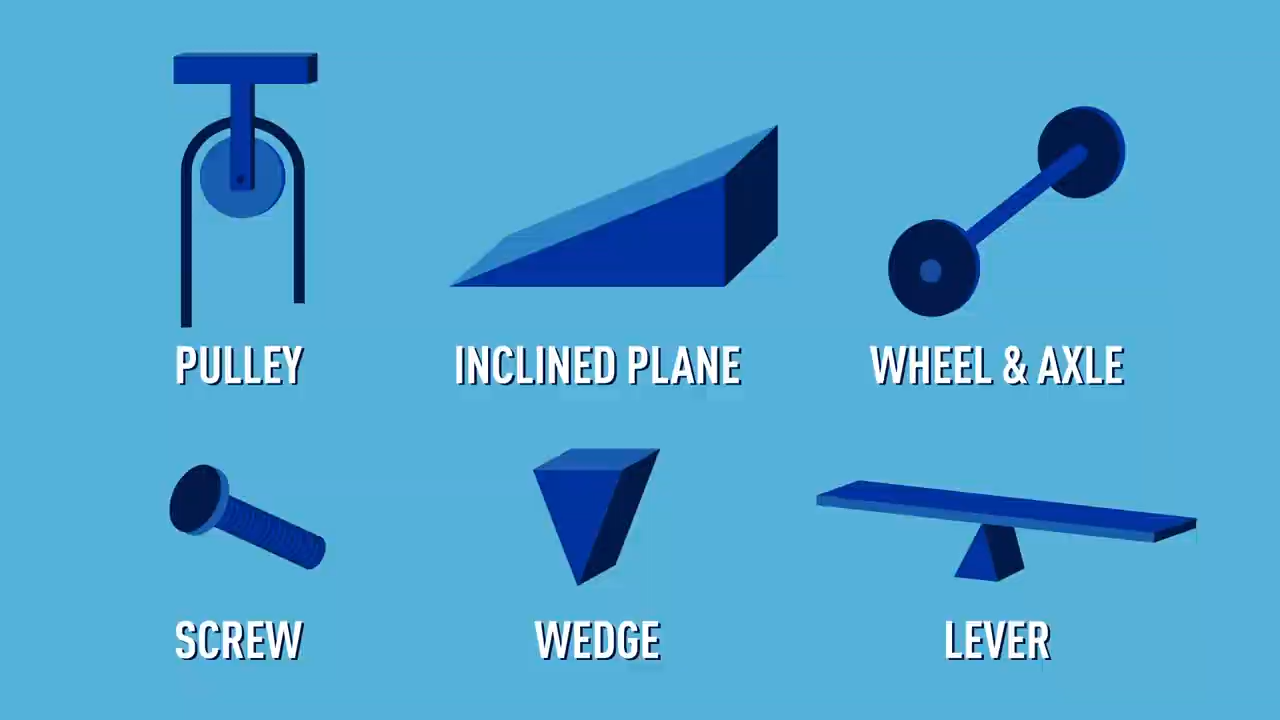 PULLEY
INCLINED PLANE
WHEEL & AXLE
SCREW
WEDGE
LEVER